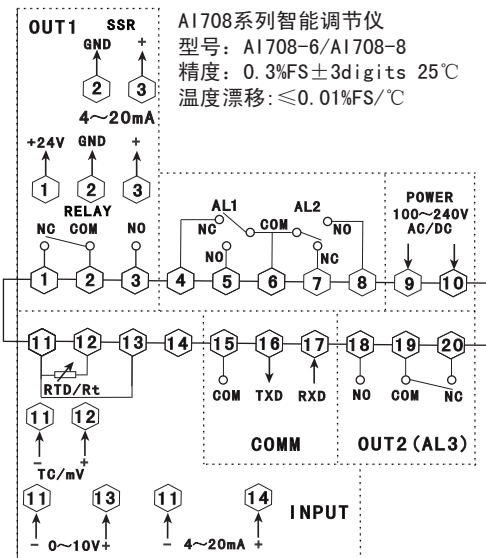 AI708系列智能调节仪
型号: AI708-6/AI708-8
精度: 0.3%FS±3digits 25℃
温度漂移:≤0.01%FS/℃
OUT1 SSR
GND +
2 3
4～20mA
+24V GND +
1 2 3
RELAY
NC COM NO
AL1 COM AL2
NC NO
NO NC
POWER
100～240V
AC/DC
1 2 3 4 5 6 7 8 9 10
11 12 13 14 15 16 17 18 19 20
RTD/Rt
COM TXD RXD
NO COM NC
11 12
- TC/mV +
COMM
OUT2(AL3)
11 13 11 14
INPUT
- 0～10V+
- 4～20mA +